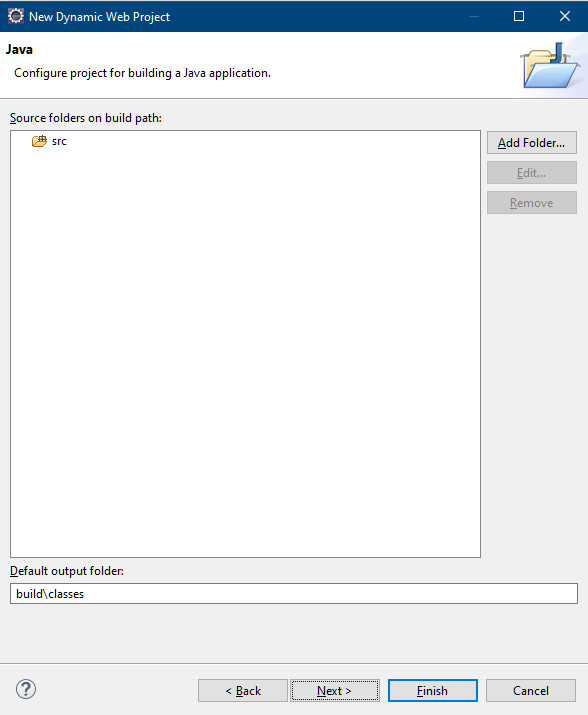 New Dynamic Web Project
Java
Configure project for building a Java application.
Source folders on build path:
src
Add Folder...
Edit...
Remove
Default output folder:
build\classes
?
< Back
Next >
Finish
Cancel